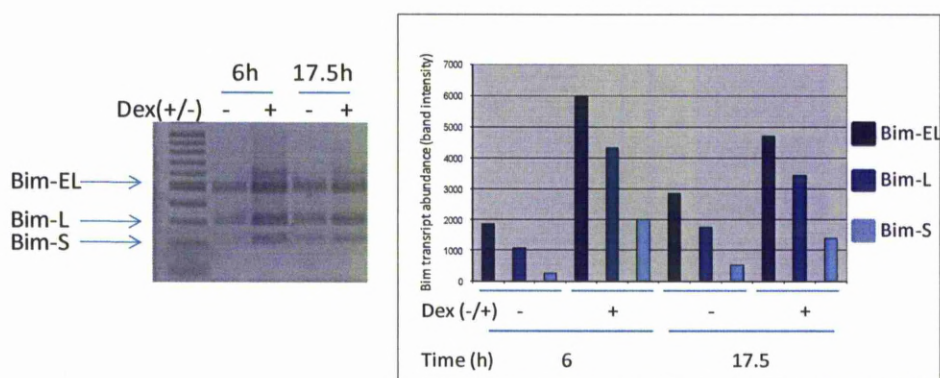 6h 17.5h
Dex(+/-) - + - +
Bim-EL
Bim-L
Bim-S
Bim transript abundance (band intensity)
7000
6000
5000
4000
3000
2000
1000
0
Bim-EL
Bim-L
Bim-S
Dex (-/+) - + - +
Time (h) 6 17.5